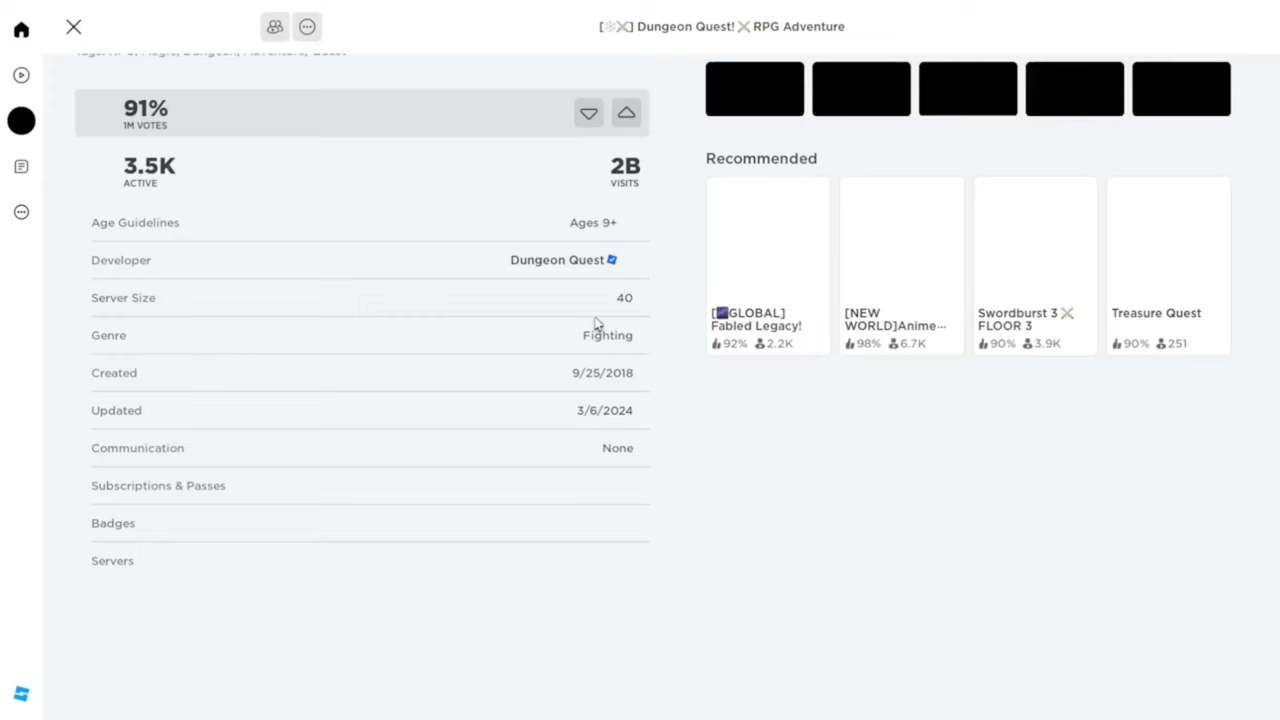 [❄️⚔️] Dungeon Quest! ⚔️ RPG Adventure
91%
1M VOTES
3.5K
ACTIVE
2B
VISITS
Age Guidelines
Ages 9+
Developer
Dungeon Quest
Server Size
40
Genre
Fighting
Created
9/25/2018
Updated
3/6/2024
Communication
None
Subscriptions & Passes
Badges
Servers
Recommended
[🌌GLOBAL]
Fabled Legacy!
92% 2.2K
[NEW
WORLD]Anime...
98% 6.7K
Swordburst 3 ⚔️
FLOOR 3
90% 3.9K
Treasure Quest
90% 251